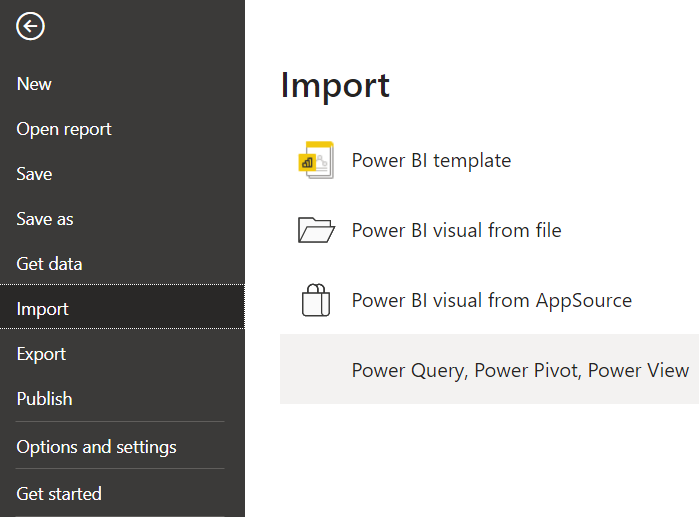 New
Open report
Save
Save as
Get data
Import
Export
Publish
Options and settings
Get started
Import
Power BI template
Power BI visual from file
Power BI visual from AppSource
Power Query, Power Pivot, Power View